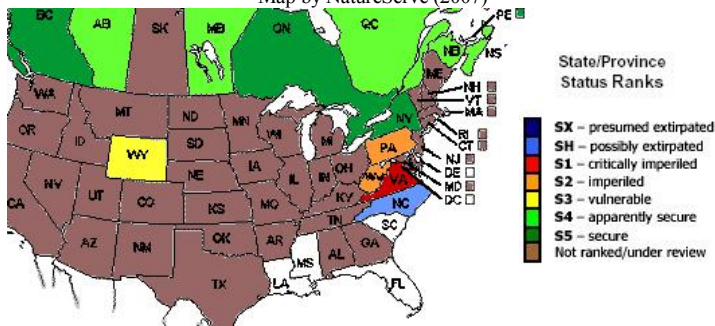 Map by NatureServe (2007)
BC
AB
SK
MB
ON
QC
PE
NB
NS
WA
MT
ND
MN
WI
MI
NY
ME
NH
VT
MA
RI
CT
NJ
DE
MD
DC
OR
ID
WY
SD
IA
NE
IL
IN
OH
PA
WV
VA
KY
NV
UT
CO
KS
MO
TN
NC
SC
CA
AZ
NM
OK
AR
TX
LA
MS
AL
GA
FL
State/Province
Status Ranks
SX – presumed extirpated
SH – possibly extirpated
S1 – critically imperiled
S2 – imperiled
S3 – vulnerable
S4 – apparently secure
S5 – secure
Not ranked/under review